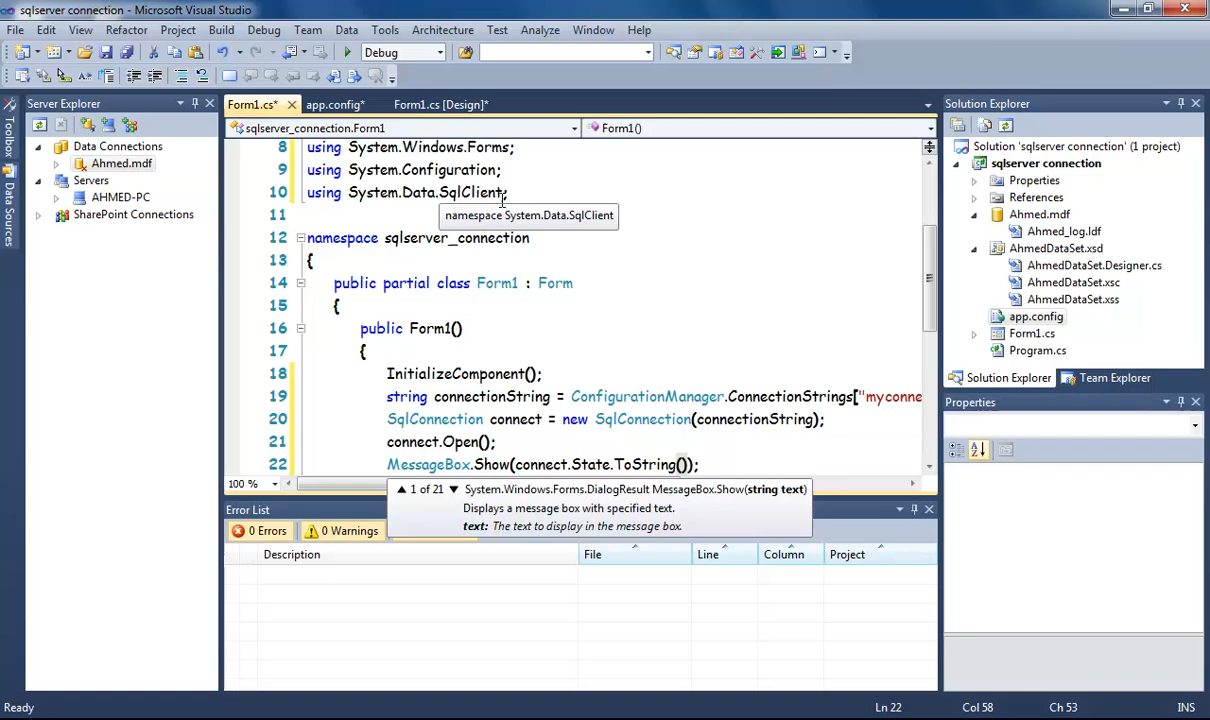 sqlserver connection - Microsoft Visual Studio
File Edit View Refactor Project Build Debug Team Data Tools Architecture Test Analyze Window Help
Debug
Server Explorer
Data Connections
Ahmed.mdf
Servers
AHMED-PC
SharePoint Connections
Toolbox
Form1.cs* app.config* Form1.cs [Design]*
sqlserver_connection.Form1 Form1()
8 using System.Windows.Forms;
9 using System.Configuration;
10 using System.Data.SqlClient;
11
namespace System.Data.SqlClient
12 namespace sqlserver_connection
13 {
14 public partial class Form1 : Form
15 {
16 public Form1()
17 {
18 InitializeComponent();
19 string connectionString = ConfigurationManager.ConnectionStrings["myconne
20 SqlConnection connect = new SqlConnection(connectionString);
21 connect.Open();
22 MessageBox.Show(connect.State.ToString());
100 %
1 of 21 System.Windows.Forms.DialogResult MessageBox.Show(string text)
Displays a message box with specified text.
text: The text to display in the message box.
Error List
0 Errors 0 Warnings
Description File Line Column Project
Solution Explorer
Solution 'sqlserver connection' (1 project)
sqlserver connection
Properties
References
Ahmed.mdf
Ahmed_log.ldf
AhmedDataSet.xsd
AhmedDataSet.Designer.cs
AhmedDataSet.xsc
AhmedDataSet.xss
app.config
Form1.cs
Program.cs
Solution Explorer Team Explorer
Properties
Ready Ln 22 Col 58 Ch 53 INS